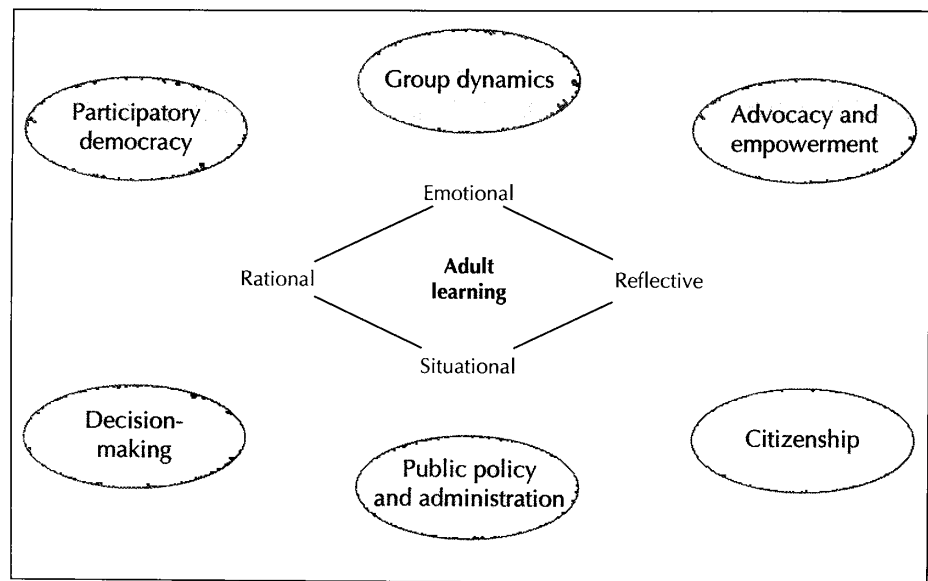 Group dynamics
Participatory
democracy
Advocacy and
empowerment
Emotional
Rational
Adult
learning
Reflective
Situational
Decision-
making
Public policy
and administration
Citizenship